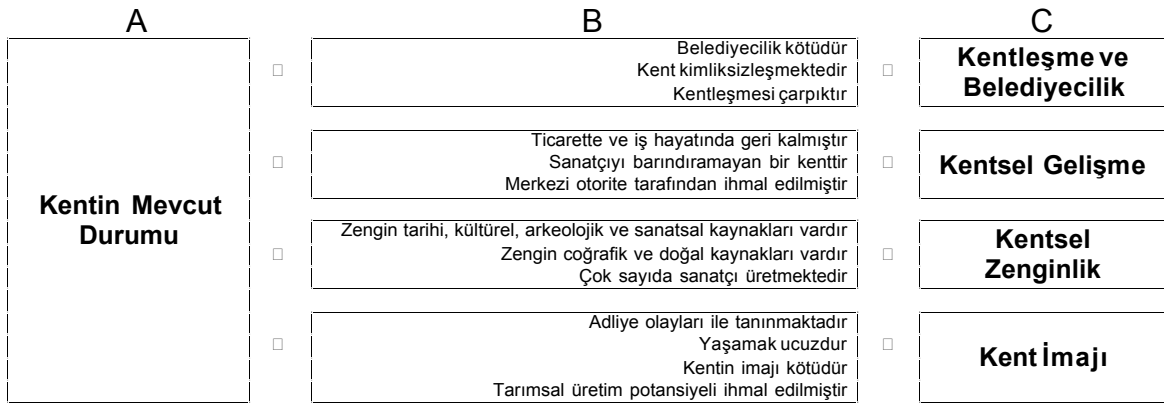 A
B
C
Kentin Mevcut
Durumu
Belediyecilik kötüdür
Kent kimliksizleşmektedir
Kentleşmesi çarpıktır
Kentleşme ve
Belediyecilik
Ticarette ve iş hayatında geri kalmıştır
Sanatçıyı barındıramayan bir kenttir
Merkezi otorite tarafından ihmal edilmiştir
Kentsel Gelişme
Zengin tarihi, kültürel, arkeolojik ve sanatsal kaynakları vardır
Zengin coğrafik ve doğal kaynakları vardır
Çok sayıda sanatçı üretmektedir
Kentsel
Zenginlik
Adliye olayları ile tanınmaktadır
Yaşamak ucuzdur
Kentin imajı kötüdür
Tarımsal üretim potansiyeli ihmal edilmiştir
Kent İmajı